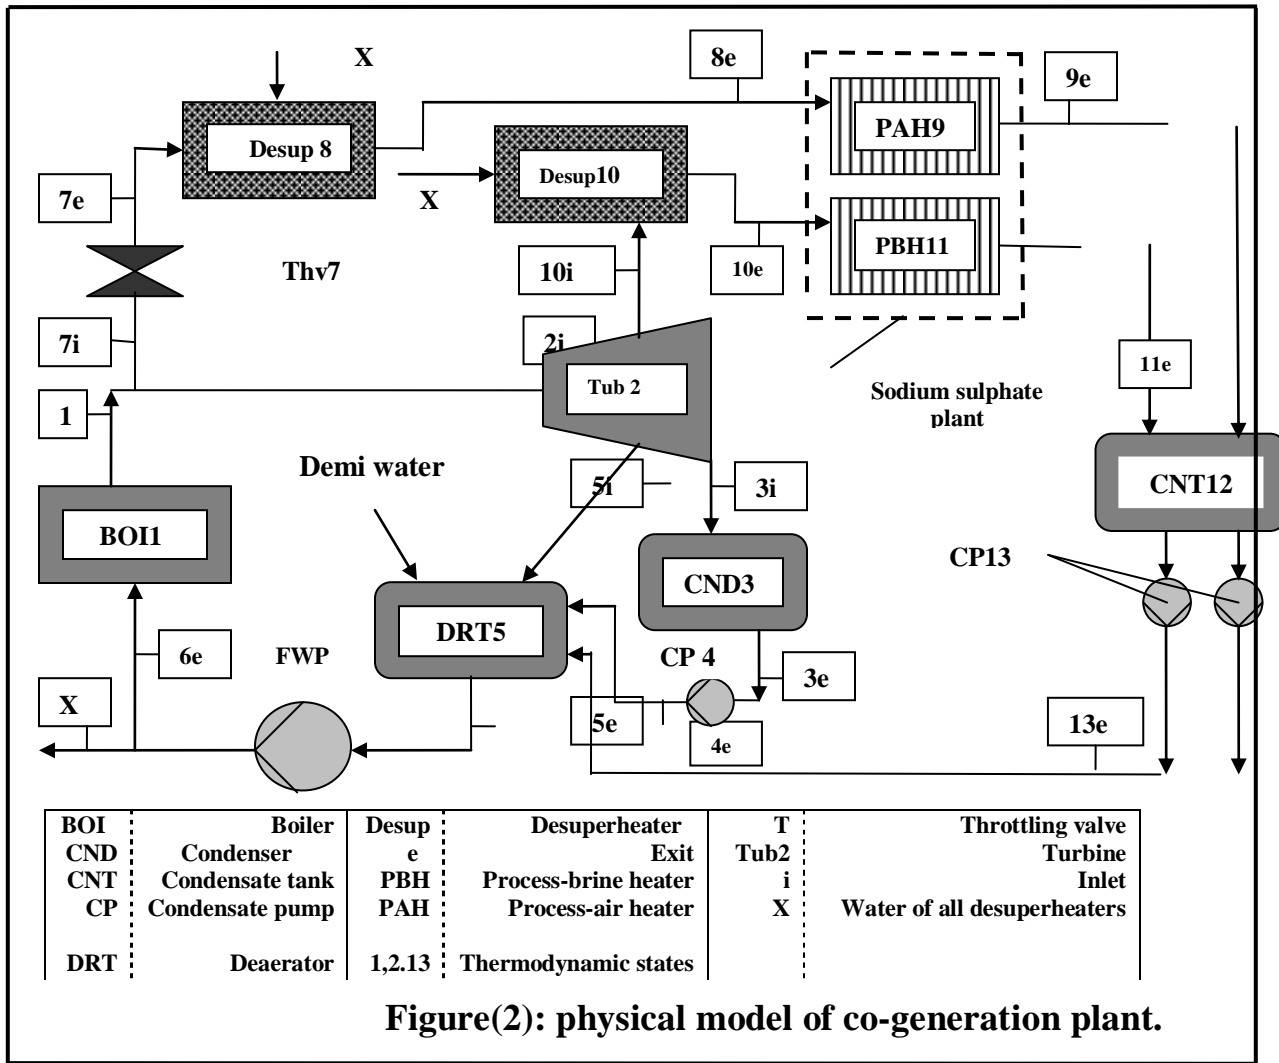 X
8e
9e
PAH9
Desup 8
Desup10
7e
X
PBH11
10i
10e
Thv7
7i
2i
Tub 2
11e
1
Sodium sulphate
plant
Demi water
5i
3i
CNT12
BOI1
CP13
CND3
DRT5
6e
FWP
CP 4
3e
X
5e
4e
13e
BOI Boiler Desup Desuperheater T Throttling valve
CND Condenser e Exit Tub2 Turbine
CNT Condensate tank PBH Process-brine heater i Inlet
CP Condensate pump PAH Process-air heater X Water of all desuperheaters
DRT Deaerator 1,2.13 Thermodynamic states
Figure(2): physical model of co-generation plant.